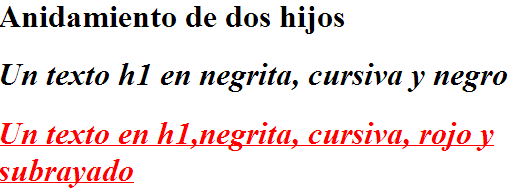 Anidamiento de dos hijos
Un texto h1 en negrita, cursiva y negro
Un texto en h1,negrita, cursiva, rojo y
subrayado